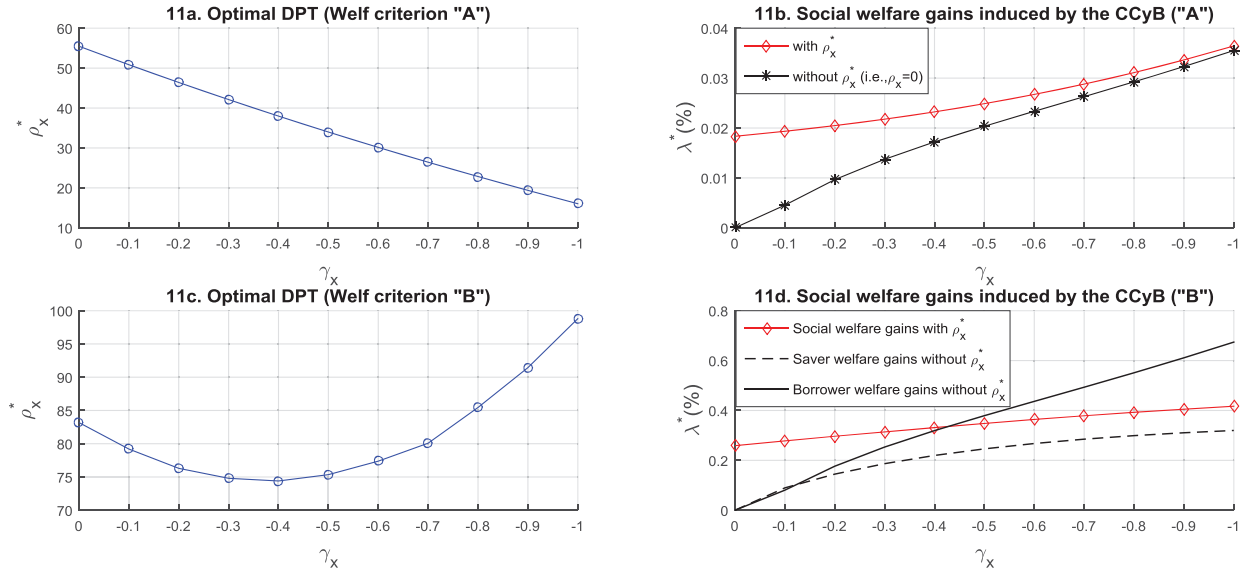 11a. Optimal DPT (Welf criterion "A")
60
50
40
30
20
10
ρ*x
0 -0.1 -0.2 -0.3 -0.4 -0.5 -0.6 -0.7 -0.8 -0.9 -1
γx
11b. Social welfare gains induced by the CCyB ("A")
0.04
0.03
0.02
0.01
0
λ*(%)
with ρ*x
without ρ*x (i.e.,ρx=0)
0 -0.1 -0.2 -0.3 -0.4 -0.5 -0.6 -0.7 -0.8 -0.9 -1
γx
11c. Optimal DPT (Welf criterion "B")
100
95
90
85
80
75
70
ρ*x
0 -0.1 -0.2 -0.3 -0.4 -0.5 -0.6 -0.7 -0.8 -0.9 -1
γx
11d. Social welfare gains induced by the CCyB ("B")
0.8
0.6
0.4
0.2
0
λ*(%)
Social welfare gains with ρ*x
Saver welfare gains without ρ*x
Borrower welfare gains without ρ*x
0 -0.1 -0.2 -0.3 -0.4 -0.5 -0.6 -0.7 -0.8 -0.9 -1
γx